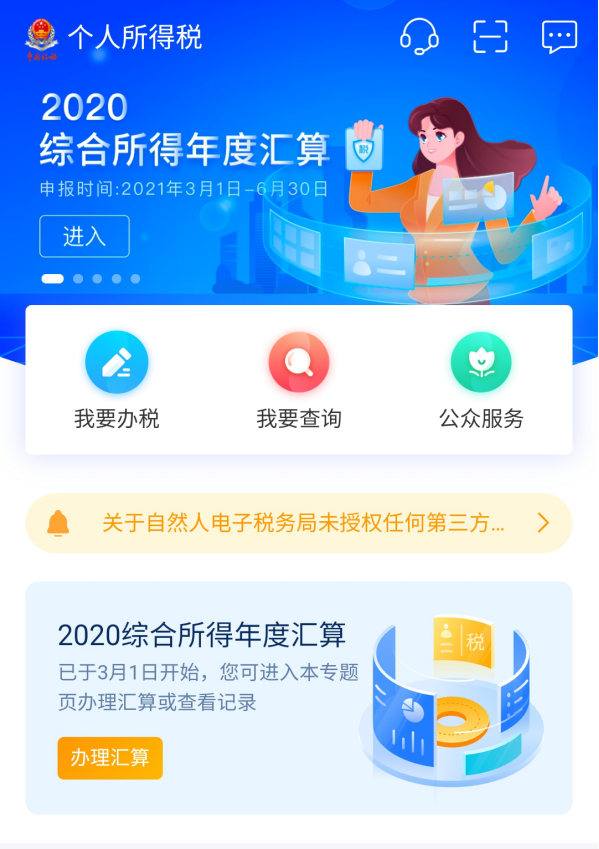 个人所得税
2020
综合所得年度汇算
申报时间:2021年3月1日-6月30日
税
进入
我要办税
我要查询
公众服务
关于自然人电子税务局未授权任何第三方...
2020综合所得年度汇算
已于3月1日开始，您可进入本专题
页办理汇算或查看记录
税
办理汇算